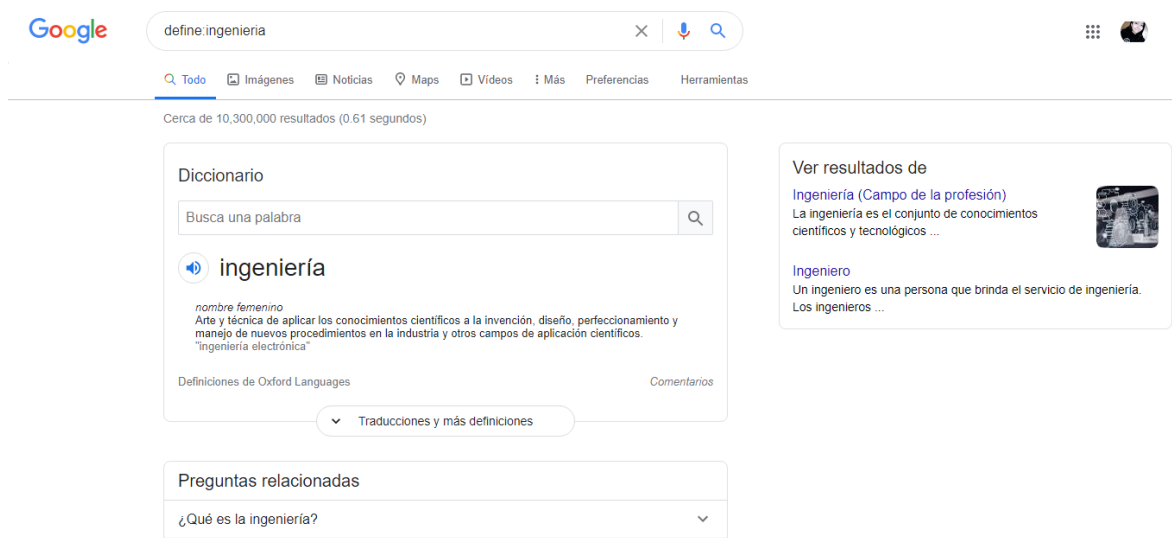 Google
define:ingenieria
Todo Imágenes Noticias Maps Vídeos Más Preferencias Herramientas
Cerca de 10,300,000 resultados (0.61 segundos)
Diccionario
Busca una palabra
ingeniería
nombre femenino
Arte y técnica de aplicar los conocimientos científicos a la invención, diseño, perfeccionamiento y
manejo de nuevos procedimientos en la industria y otros campos de aplicación científicos.
"ingeniería electrónica"
Definiciones de Oxford Languages Comentarios
Traducciones y más definiciones
Preguntas relacionadas
¿Qué es la ingeniería?
Ver resultados de
Ingeniería (Campo de la profesión)
La ingeniería es el conjunto de conocimientos
científicos y tecnológicos ...
Ingeniero
Un ingeniero es una persona que brinda el servicio de ingeniería.
Los ingenieros ...